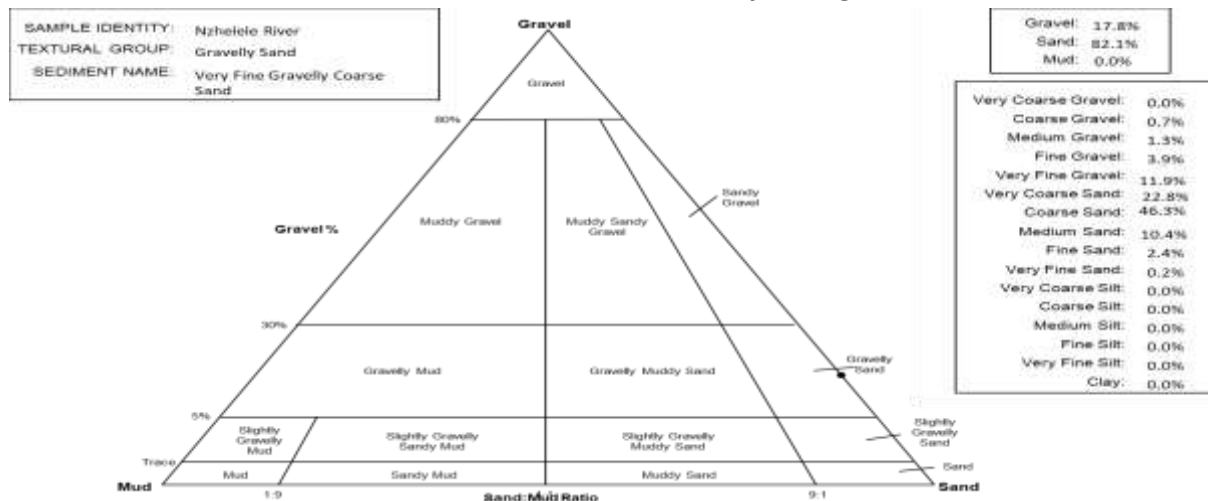 SAMPLE IDENTITY: Nzhelele River
TEXTURAL GROUP: Gravelly Sand
SEDIMENT NAME: Very Fine Gravelly Coarse
Sand
Gravel
Gravel: 17.8%
Sand: 82.1%
Mud: 0.0%
Gravel
80%
Very Coarse Gravel: 0.0%
Coarse Gravel: 0.7%
Medium Gravel: 1.3%
Fine Gravel: 3.9%
Very Fine Gravel: 11.9%
Very Coarse Sand: 22.8%
Coarse Sand: 46.3%
Medium Sand: 10.4%
Fine Sand: 2.4%
Very Fine Sand: 0.2%
Very Coarse Silt: 0.0%
Coarse Silt: 0.0%
Medium Silt: 0.0%
Fine Silt: 0.0%
Very Fine Silt: 0.0%
Clay: 0.0%
Sandy
Gravel
Muddy Gravel
Muddy Sandy
Gravel
Gravel %
30%
Gravelly Mud
Gravelly Muddy Sand
Gravelly
Sand
5%
Slightly
Gravelly
Mud
Slightly Gravelly
Sandy Mud
Slightly Gravelly
Muddy Sand
Slightly
Gravelly
Sand
Trace
Mud
Sandy Mud
Muddy Sand
Sand
Mud
Sand
1:9
Sand:Mud Ratio
9:1